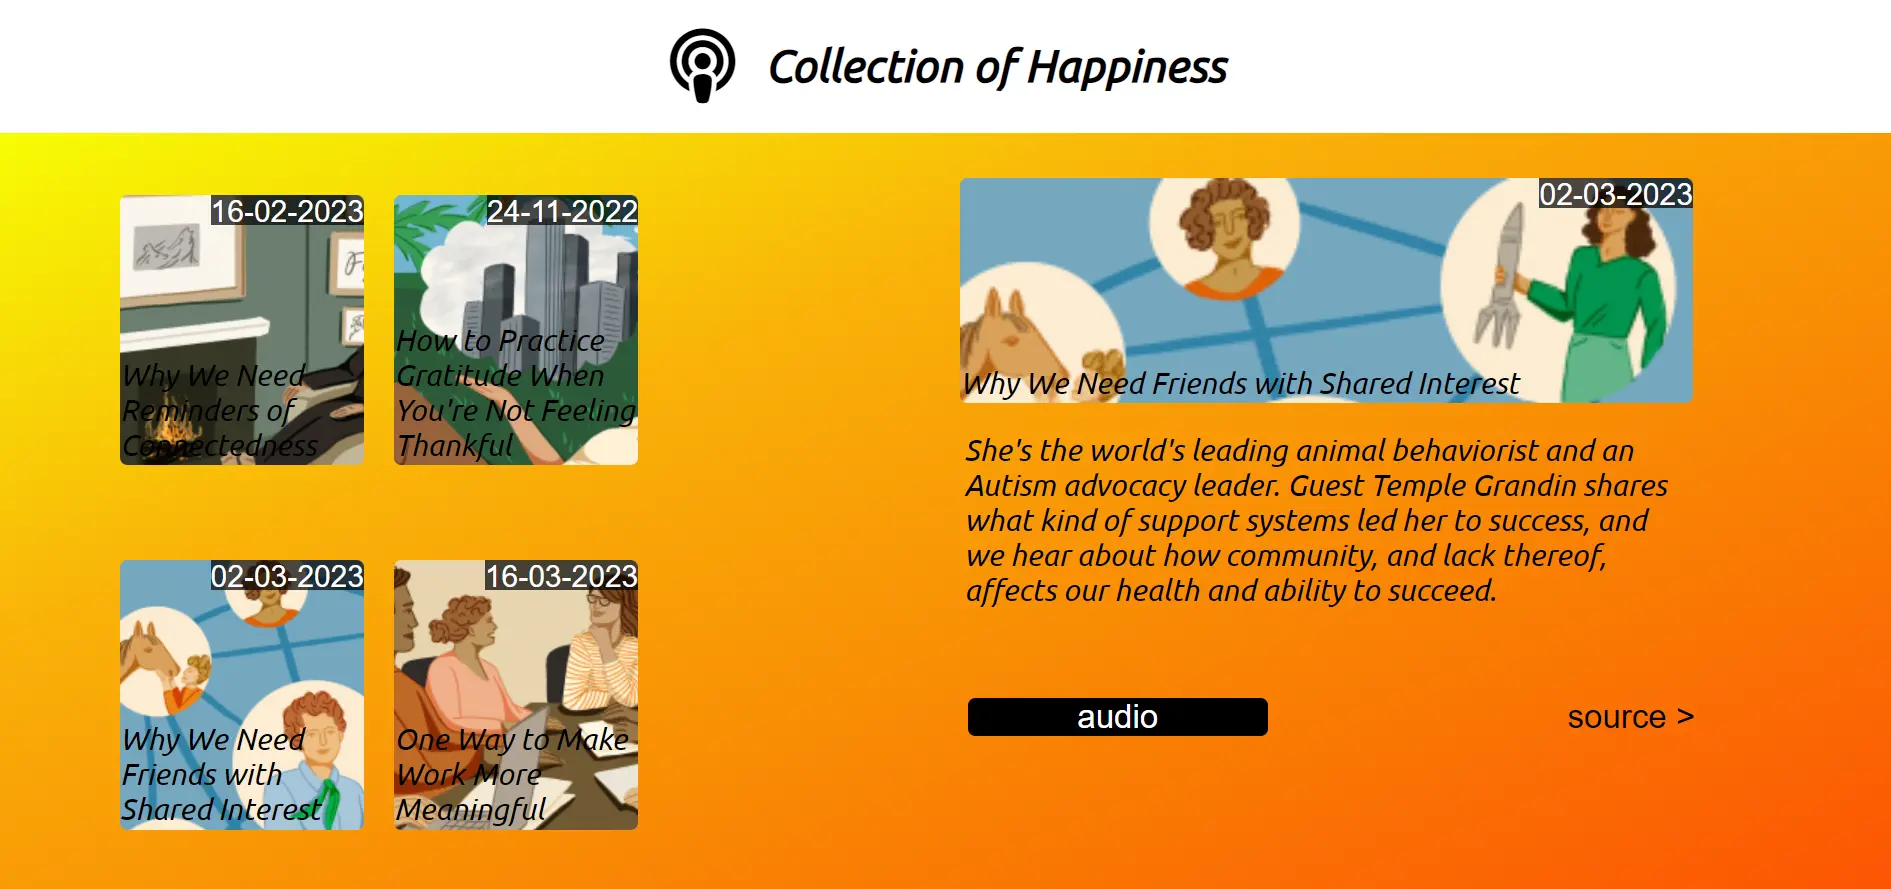 Collection of Happiness
16-02-2023
Why We Need
Reminders of
Connectedness
24-11-2022
How to Practice
Gratitude When
You're Not Feeling
Thankful
02-03-2023
Why We Need
Friends with
Shared Interest
16-03-2023
One Way to Make
Work More
Meaningful
02-03-2023
Why We Need Friends with Shared Interest
She's the world's leading animal behaviorist and an
Autism advocacy leader. Guest Temple Grandin shares
what kind of support systems led her to success, and
we hear about how community, and lack thereof,
affects our health and ability to succeed.
audio
source >